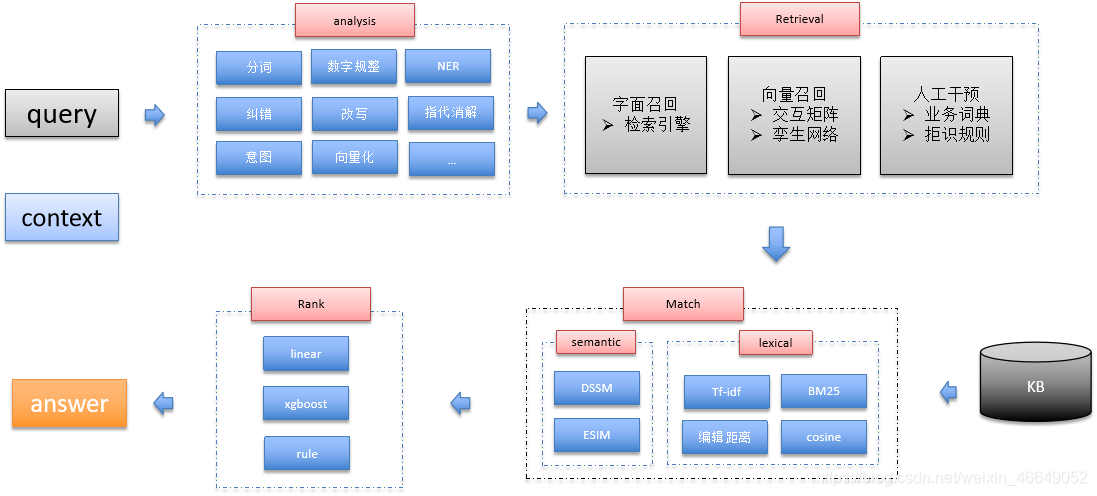 analysis
分词
数字规整
NER
纠错
改写
指代消解
意图
向量化
...
query
context
Retrieval
字面召回
➢ 检索引擎
向量召回
➢ 交互矩阵
➢ 孪生网络
人工干预
➢ 业务词典
➢ 拒识规则
Match
semantic
DSSM
ESIM
lexical
Tf-idf
BM25
编辑距离
cosine
KB
Rank
linear
xgboost
rule
answer
https://blog.csdn.net/weixin_46649052